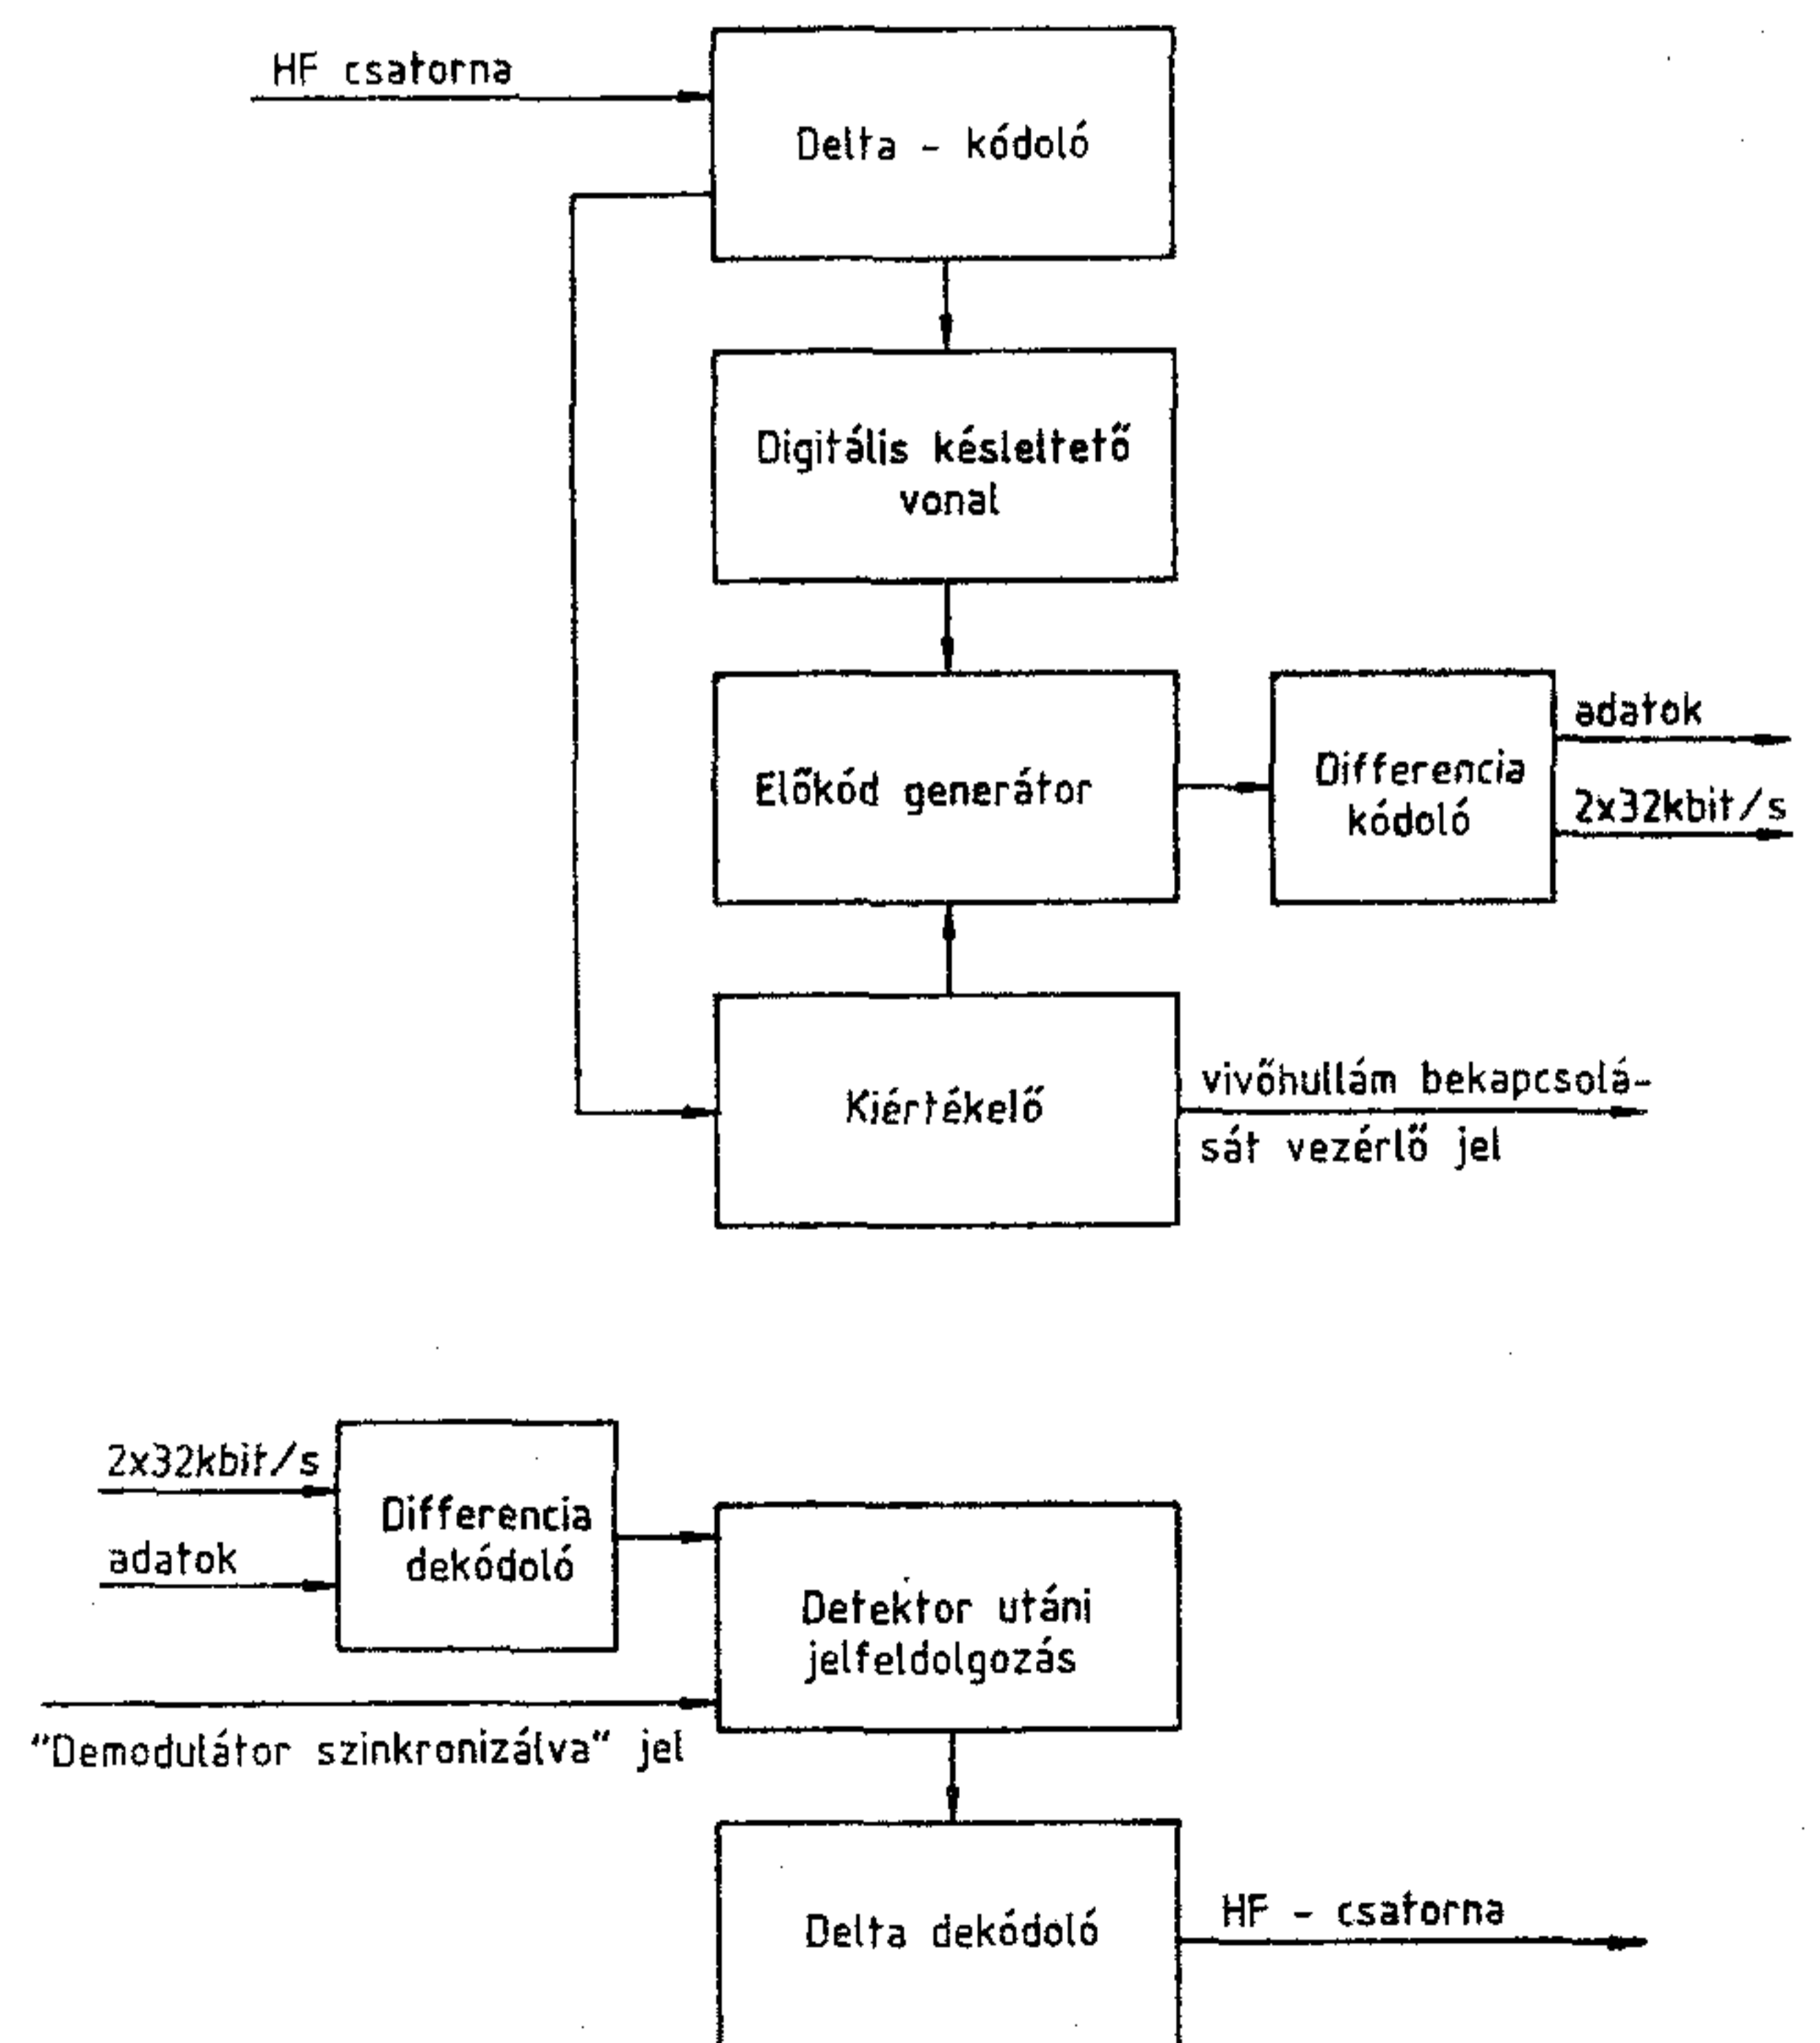 HF csatorna
Delta - kódoló
Digitális késleltető
vonal
Előkód generátor
Differencia
kódoló
adatok
2x32kbit/s
Kiértékelő
vivőhullám bekapcsolá-
sát vezérlő jel
2x32kbit/s
adatok
Differencia
dekódoló
Detektor utáni
jelfeldolgozás
"Demodulátor szinkronizálva" jel
Delta dekódoló
HF - csatorna